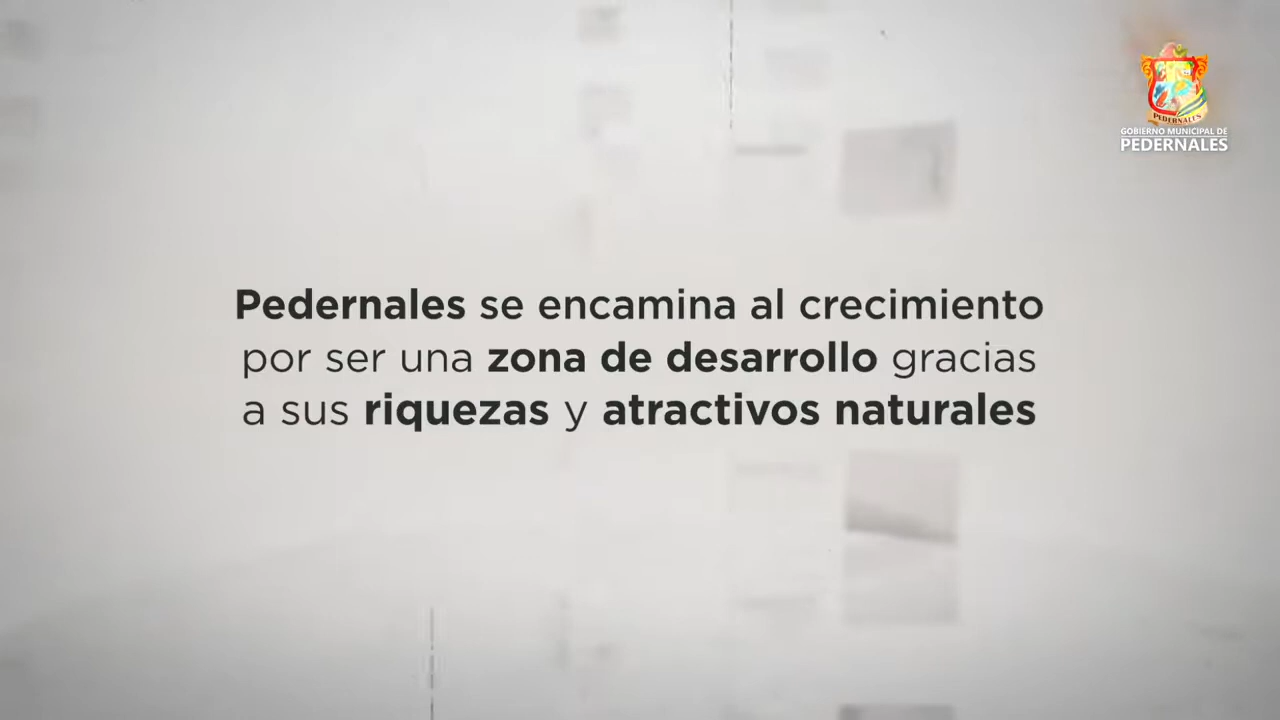 PEDERNALES
GOBIERNO MUNICIPAL DE
PEDERNALES
Pedernales se encamina al crecimiento
por ser una zona de desarrollo gracias
a sus riquezas y atractivos naturales